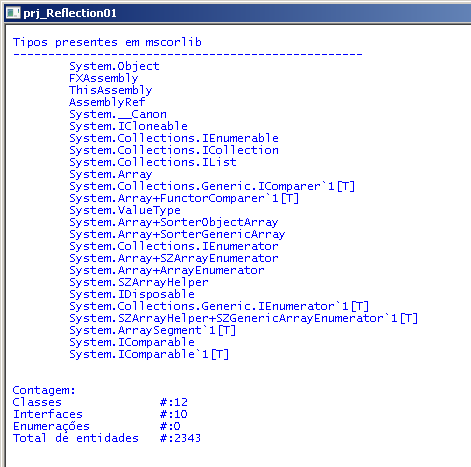 prj_Reflection01
Tipos presentes em mscorlib
--------------------------------------------------
System.Object
FXAssembly
ThisAssembly
AssemblyRef
System.__Canon
System.ICloneable
System.Collections.IEnumerable
System.Collections.ICollection
System.Collections.IList
System.Array
System.Collections.Generic.IComparer`1[T]
System.Array+FunctorComparer`1[T]
System.ValueType
System.Array+SorterObjectArray
System.Array+SorterGenericArray
System.Collections.IEnumerator
System.Array+SZArrayEnumerator
System.Array+ArrayEnumerator
System.SZArrayHelper
System.IDisposable
System.Collections.Generic.IEnumerator`1[T]
System.SZArrayHelper+SZGenericArrayEnumerator`1[T]
System.ArraySegment`1[T]
System.IComparable
System.IComparable`1[T]
Contagem:
Classes #:12
Interfaces #:10
Enumerações #:0
Total de entidades #:2343